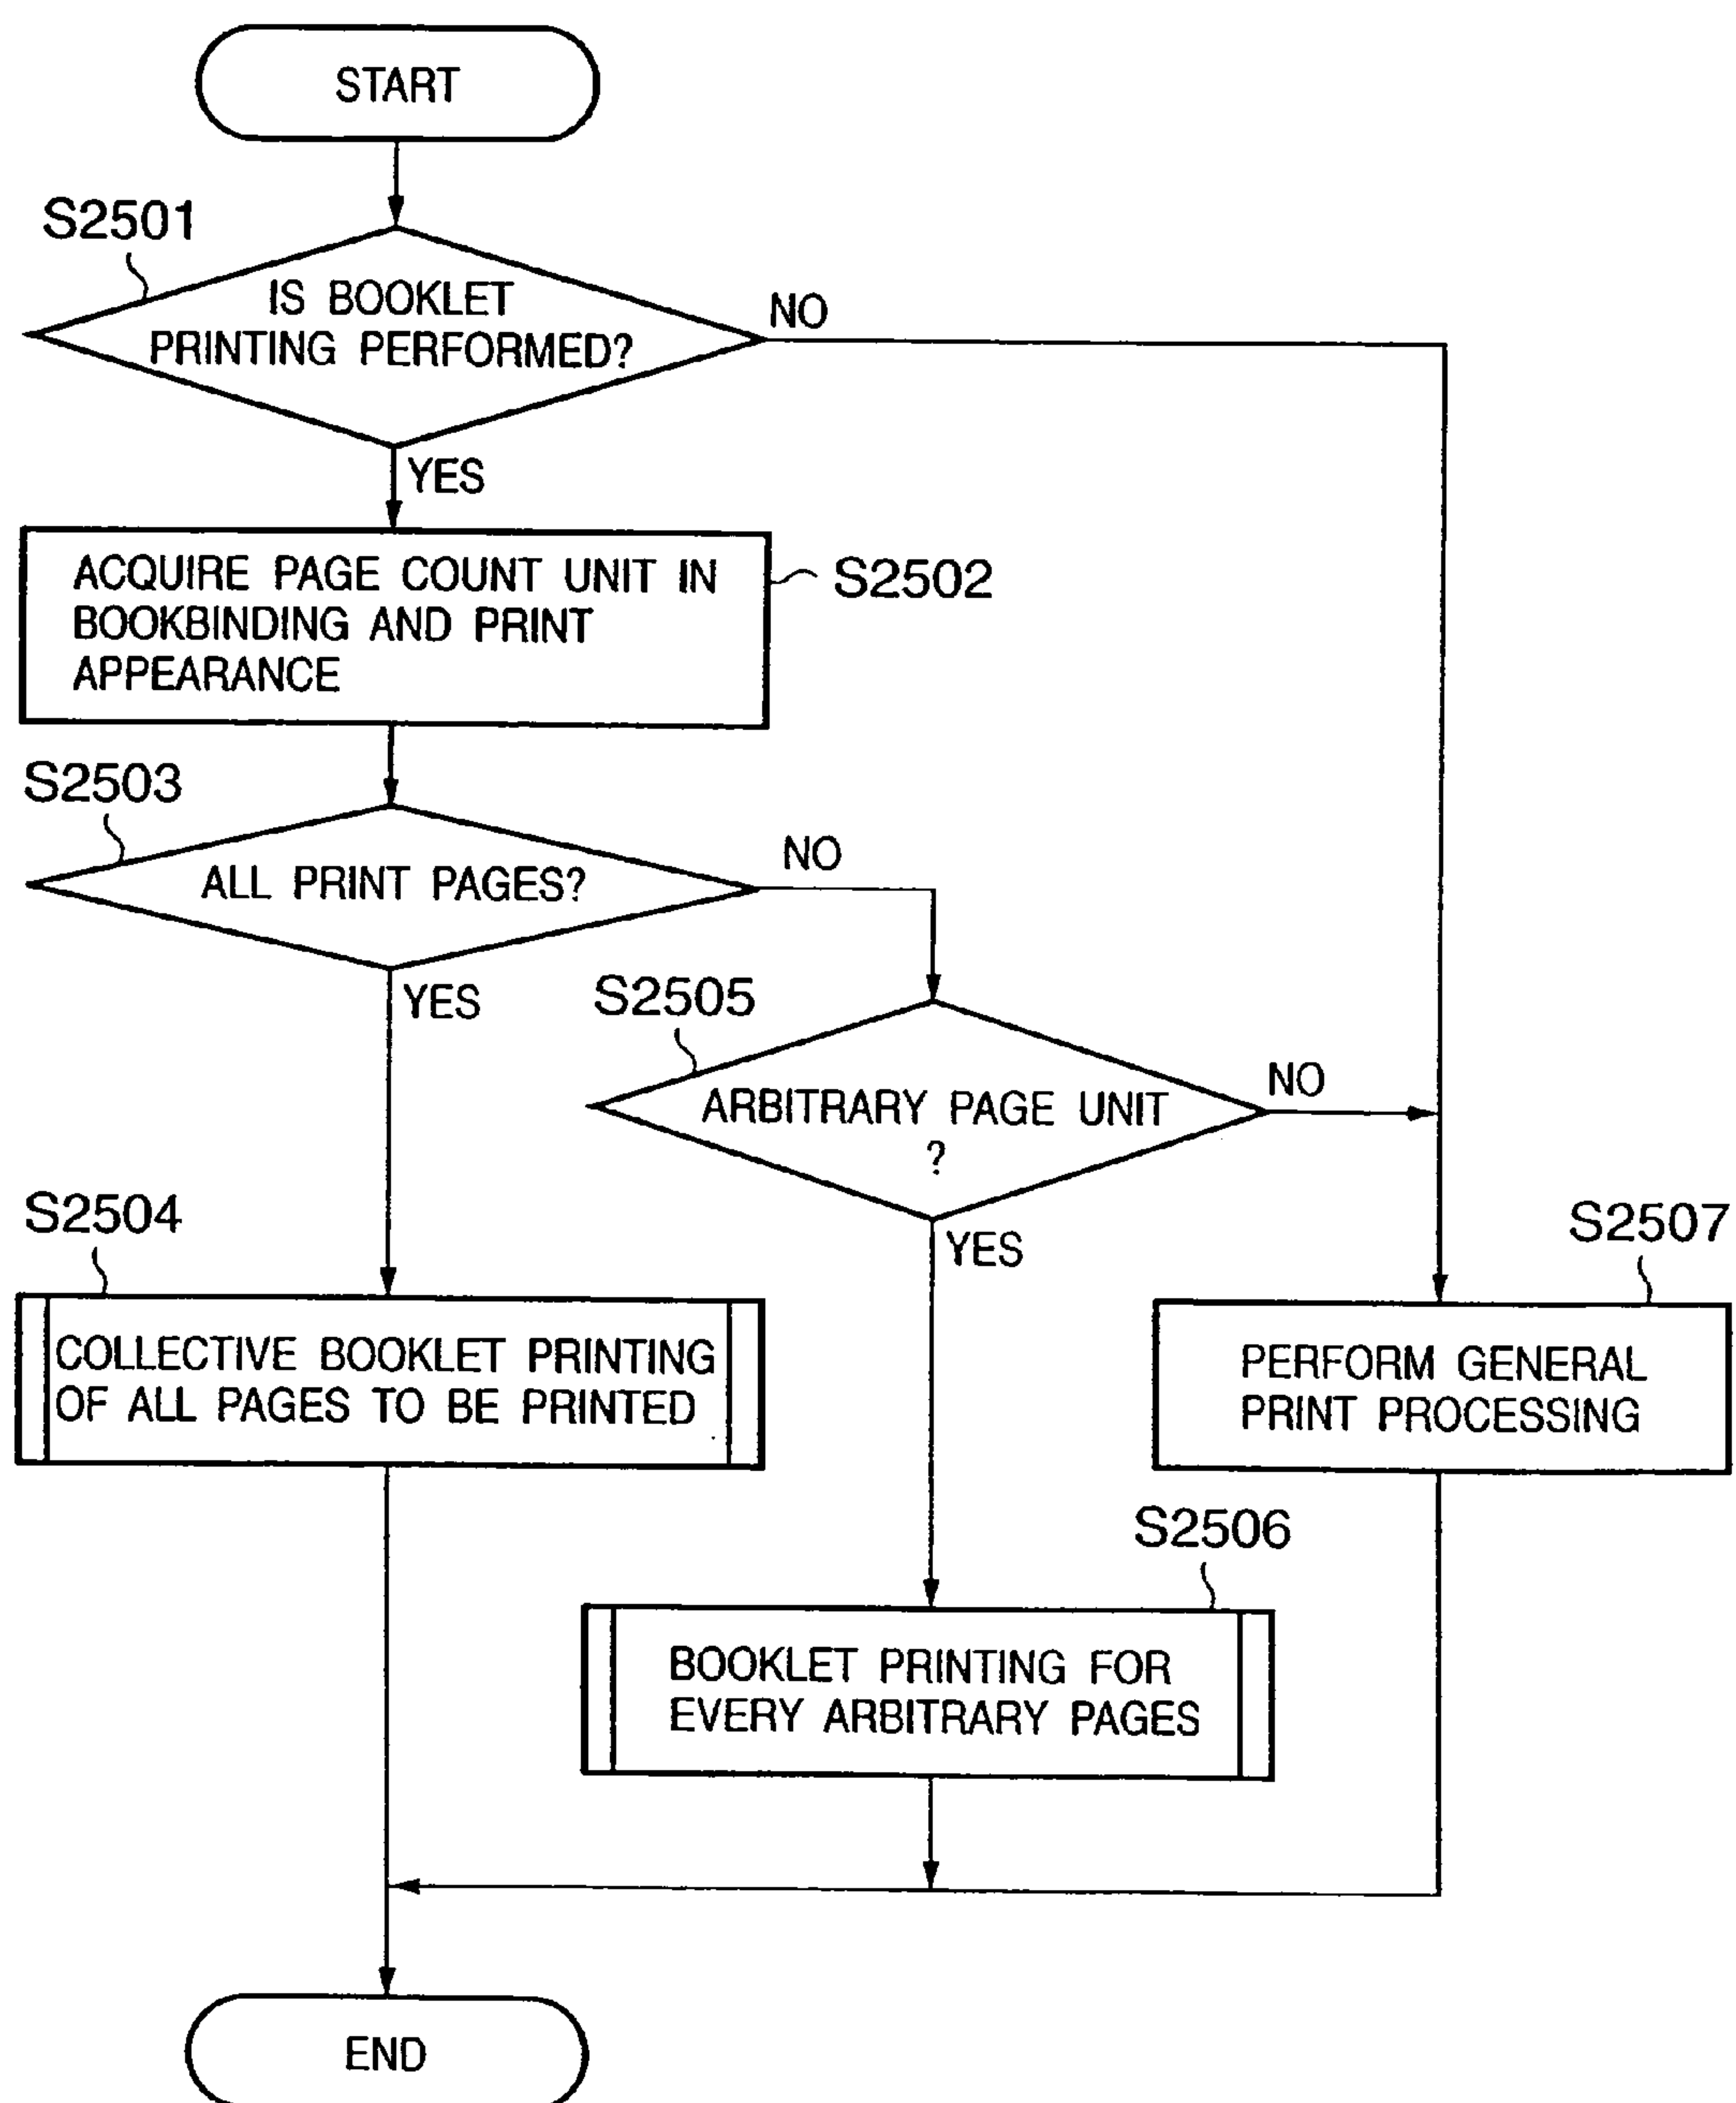 START
S2501
IS BOOKLET
PRINTING PERFORMED?
NO
YES
ACQUIRE PAGE COUNT UNIT IN
BOOKBINDING AND PRINT
APPEARANCE
S2502
S2503
ALL PRINT PAGES?
NO
YES
S2505
ARBITRARY PAGE UNIT
?
NO
YES
S2504
COLLECTIVE BOOKLET PRINTING
OF ALL PAGES TO BE PRINTED
S2507
PERFORM GENERAL
PRINT PROCESSING
S2506
BOOKLET PRINTING FOR
EVERY ARBITRARY PAGES
END